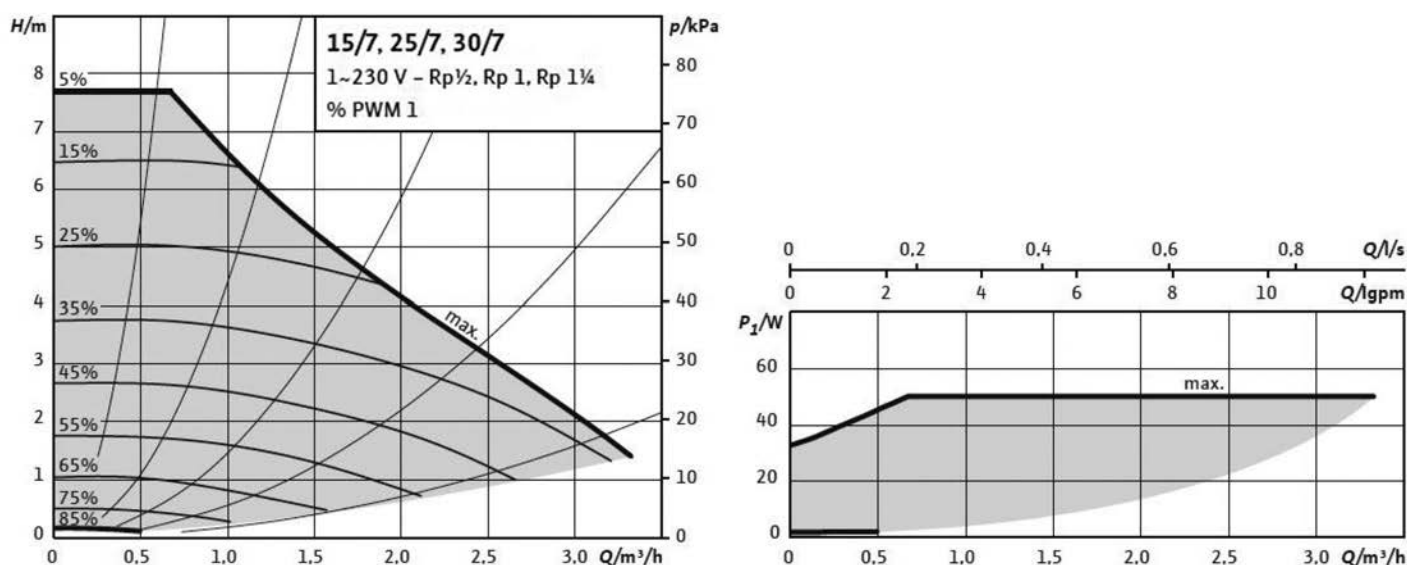 H/m
p/kPa
15/7, 25/7, 30/7
1~230 V – Rp½, Rp 1, Rp 1¼
% PWM 1
8
7
6
5
4
3
2
1
0
5%
15%
25%
35%
45%
55%
65%
75%
85%
max.
80
70
60
50
40
30
20
10
0
0 0,5 1,0 1,5 2,0 2,5 3,0 Q/m³/h
0 0,2 0,4 0,6 0,8 Q/l/s
0 2 4 6 8 10 Q/lgpm
P1/W
60
40
20
0
max.
0 0,5 1,0 1,5 2,0 2,5 3,0 Q/m³/h